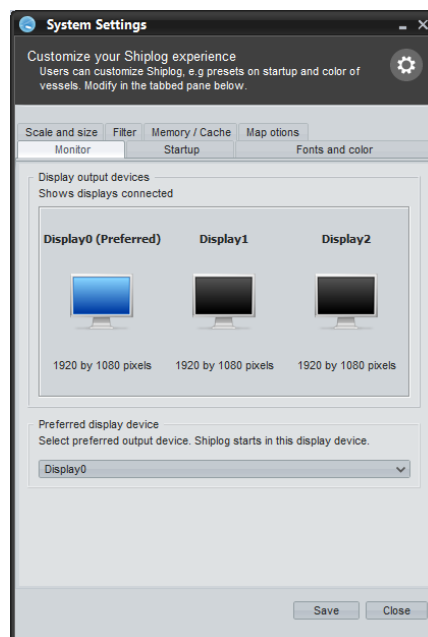 System Settings
Customize your Shiplog experience
Users can customize Shiplog, e.g presets on startup and color of
vessels. Modify in the tabbed pane below.
Scale and size Filter Memory / Cache Map otions
Monitor Startup Fonts and color
Display output devices
Shows displays connected
Display0 (Preferred) Display1 Display2
1920 by 1080 pixels 1920 by 1080 pixels 1920 by 1080 pixels
Preferred display device
Select preferred output device. Shiplog starts in this display device.
Display0
Save Close